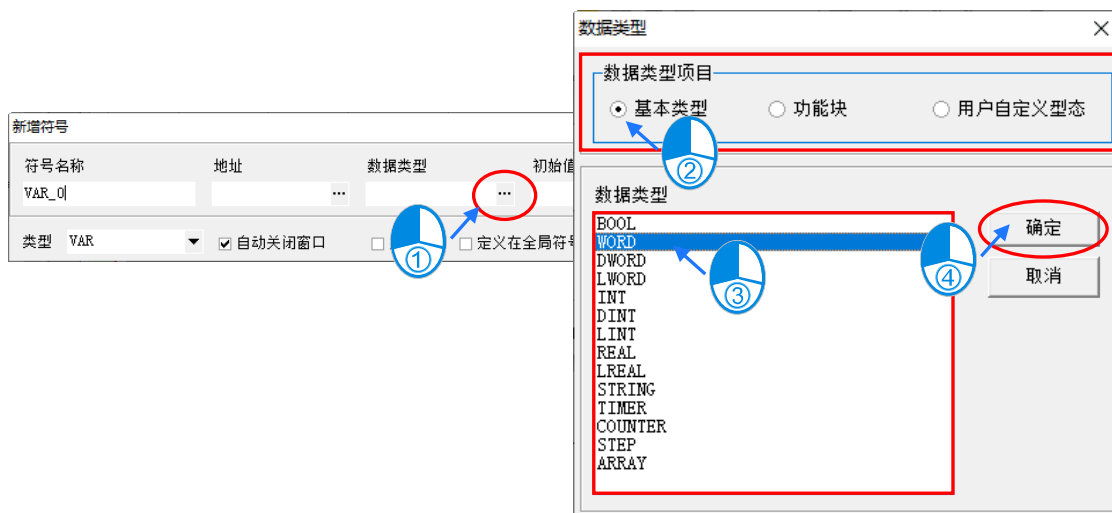 新增符号
符号名称 地址 数据类型 初始值
VAR_0 ... ...
类型 VAR 自动关闭窗口 定义在全局符号
①
数据类型
数据类型项目
基本类型 功能块 用户自定义型态
②
数据类型
BOOL
WORD
DWORD
LWORD
INT
DINT
LINT
REAL
LREAL
STRING
TIMER
COUNTER
STEP
ARRAY
③
确定
④
取消